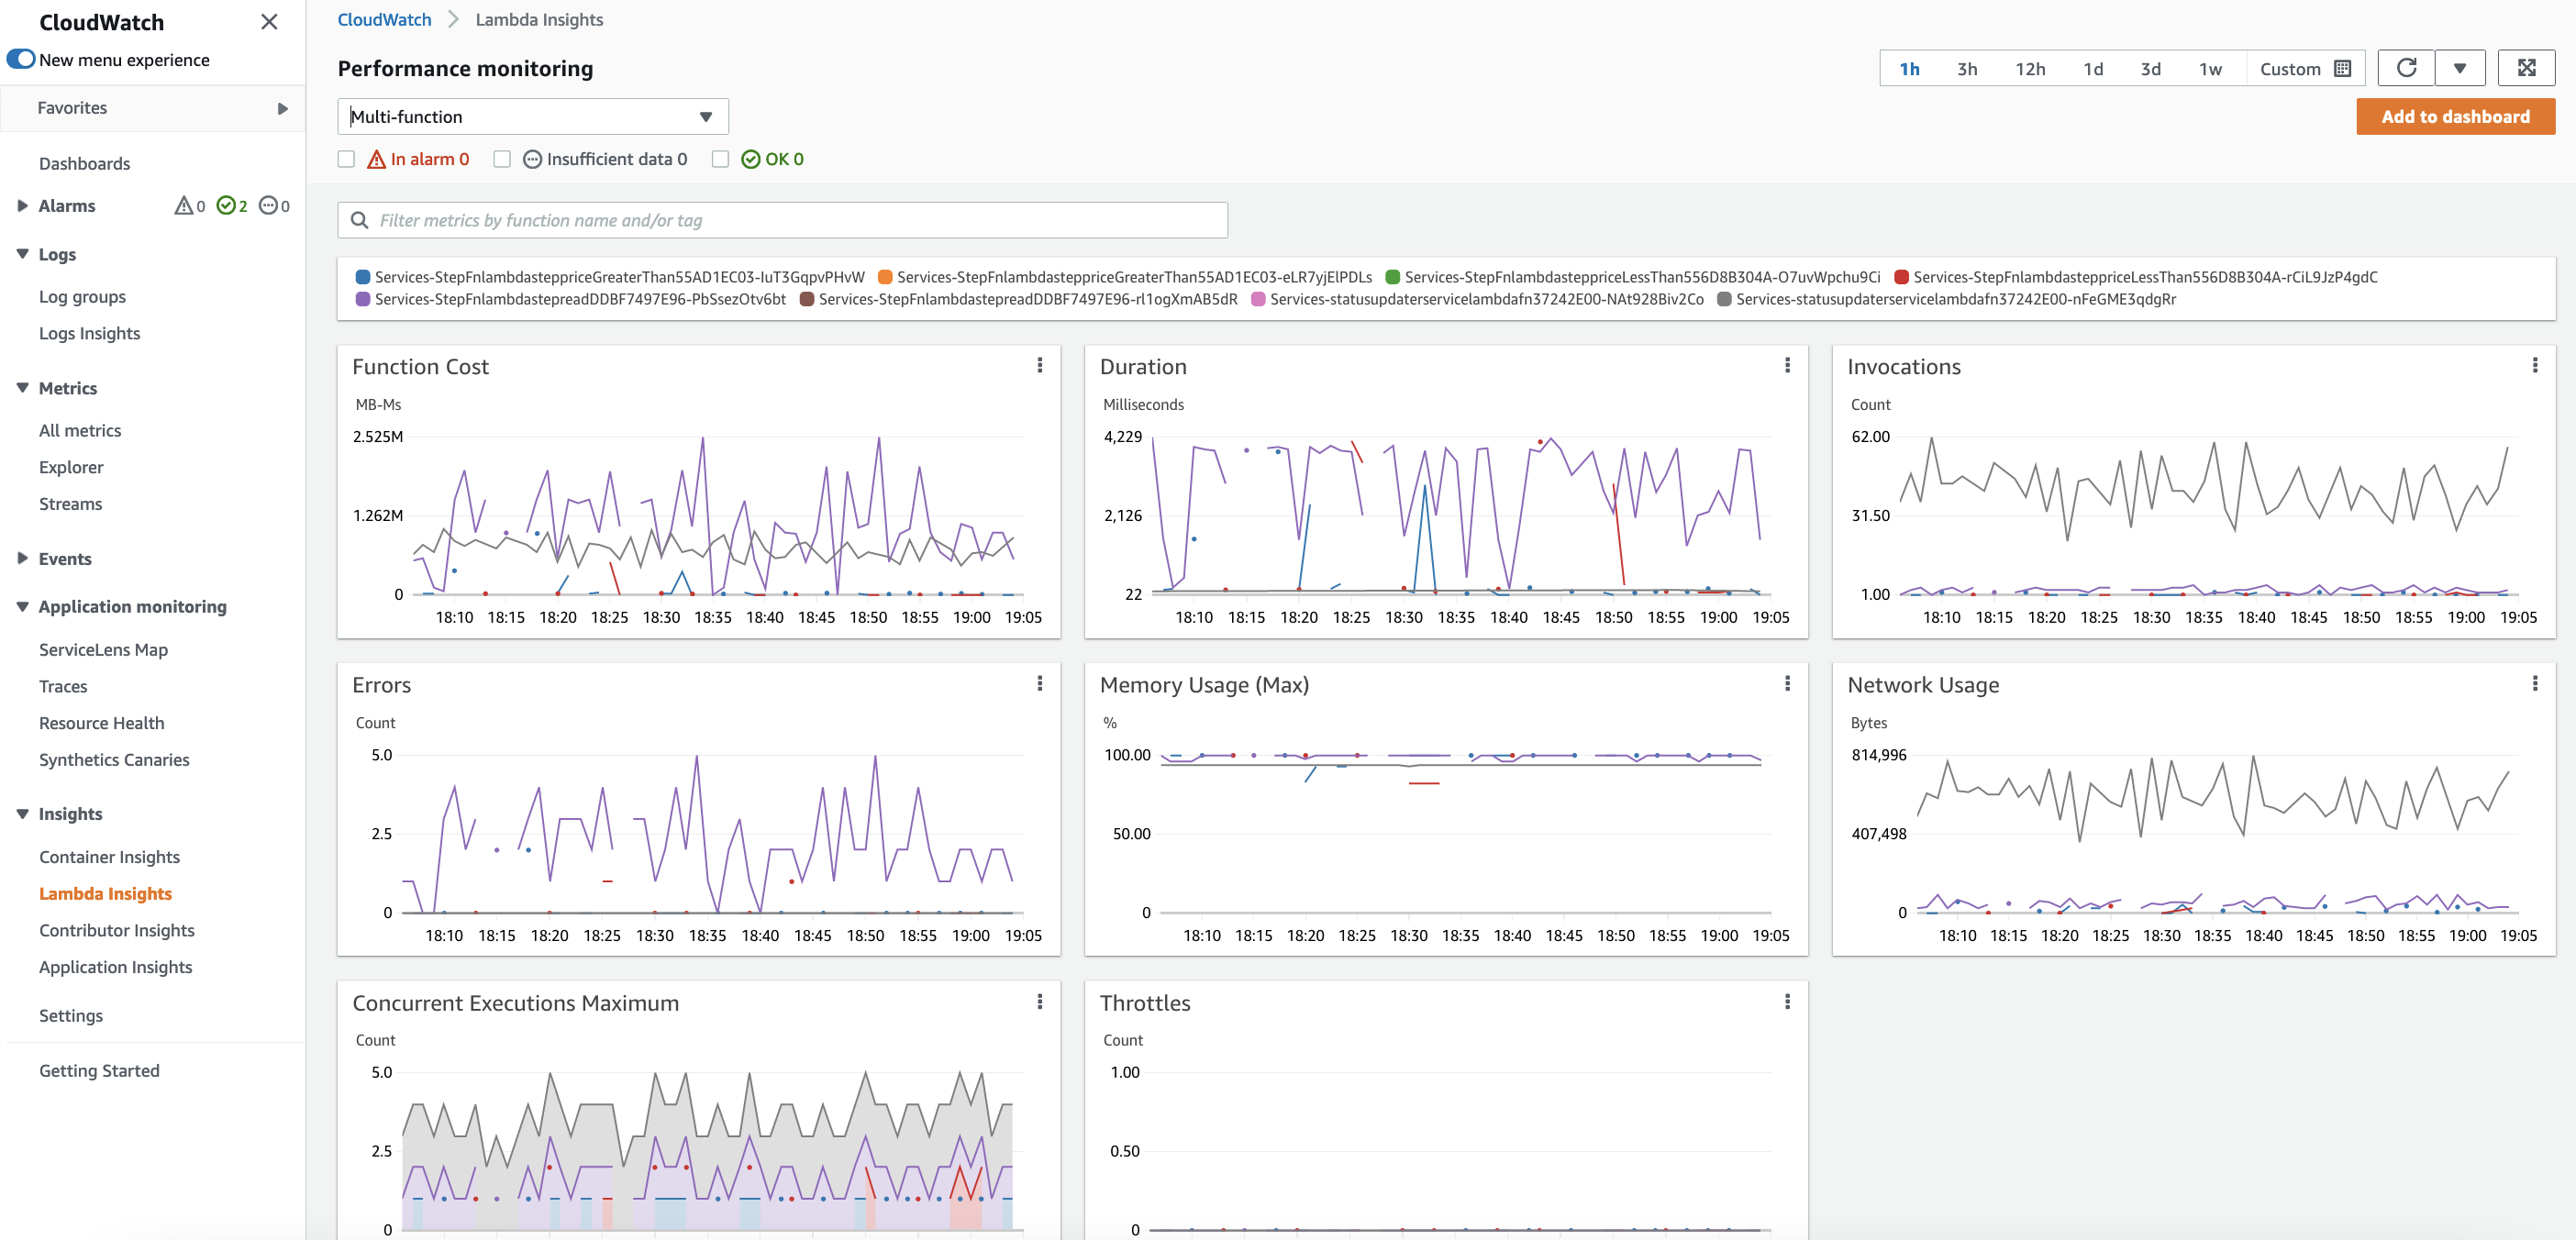 CloudWatch
New menu experience
Favorites
Dashboards
Alarms 0 2 0
Logs
Log groups
Logs Insights
Metrics
All metrics
Explorer
Streams
Events
Application monitoring
ServiceLens Map
Traces
Resource Health
Synthetics Canaries
Insights
Container Insights
Lambda Insights
Contributor Insights
Application Insights
Settings
Getting Started
CloudWatch Lambda Insights
Performance monitoring
1h 3h 12h 1d 3d 1w Custom
Multi-function
Add to dashboard
In alarm 0 Insufficient data 0 OK 0
Filter metrics by function name and/or tag
Services-StepFnlambdasteppriceGreaterThan55AD1EC03-IuT3GqpvPHvW Services-StepFnlambdasteppriceGreaterThan55AD1EC03-eLR7yjElPDLs Services-StepFnlambdasteppriceLessThan556D8B304A-O7uvWpchu9Ci Services-StepFnlambdasteppriceLessThan556D8B304A-rCiL9JzP4gdC
Services-StepFnlambdastepreadDDBF7497E96-PbSsezOtv6bt Services-StepFnlambdastepreadDDBF7497E96-rl1ogXmAB5dR Services-statusupdaterservicelambdafn37242E00-NAt928Biv2Co Services-statusupdaterservicelambdafn37242E00-nFeGME3qdgRr
Function Cost
MB-Ms
2.525M
1.262M
0
18:10 18:15 18:20 18:25 18:30 18:35 18:40 18:45 18:50 18:55 19:00 19:05
Duration
Milliseconds
4,229
2,126
22
18:10 18:15 18:20 18:25 18:30 18:35 18:40 18:45 18:50 18:55 19:00 19:05
Invocations
Count
62.00
31.50
1.00
18:10 18:15 18:20 18:25 18:30 18:35 18:40 18:45 18:50 18:55 19:00 19:05
Errors
Count
5.0
2.5
0
18:10 18:15 18:20 18:25 18:30 18:35 18:40 18:45 18:50 18:55 19:00 19:05
Memory Usage (Max)
%
100.00
50.00
0
18:10 18:15 18:20 18:25 18:30 18:35 18:40 18:45 18:50 18:55 19:00 19:05
Network Usage
Bytes
814,996
407,498
0
18:10 18:15 18:20 18:25 18:30 18:35 18:40 18:45 18:50 18:55 19:00 19:05
Concurrent Executions Maximum
Count
5.0
2.5
0
Throttles
Count
1.00
0.50
0